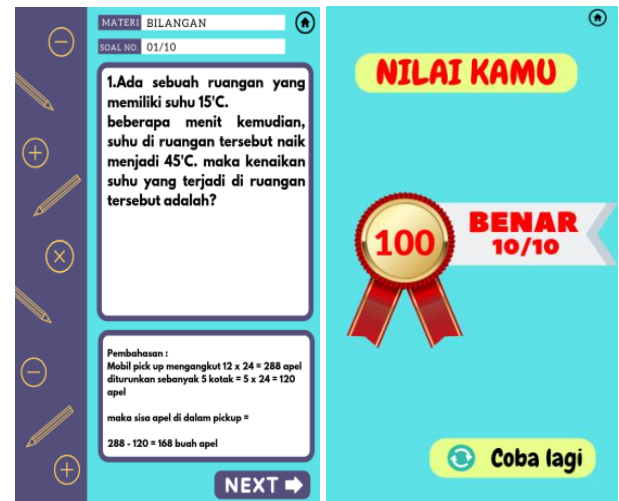 MATERI BILANGAN
SOAL NO. 01/10
1.Ada sebuah ruangan yang
memiliki suhu 15'C.
beberapa menit kemudian,
suhu di ruangan tersebut naik
menjadi 45'C. maka kenaikan
suhu yang terjadi di ruangan
tersebut adalah?
Pembahasan :
Mobil pick up mengangkut 12 x 24 = 288 apel
diturunkan sebanyak 5 kotak = 5 x 24 = 120
apel
maka sisa apel di dalam pickup =
288 - 120 = 168 buah apel
NEXT
NILAI KAMU
100
BENAR
10/10
Coba lagi